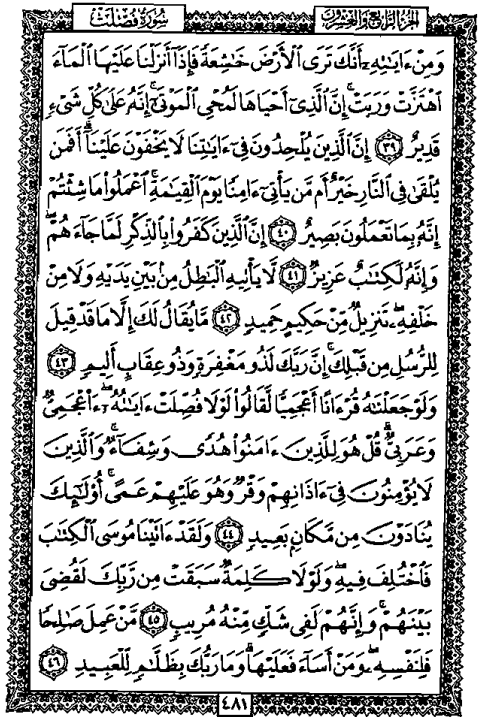 الجزء الرابع والعشرون
سورة فصلت
وَمِنْ ءَايَٰتِهِۦٓ أَنَّكَ تَرَى ٱلْأَرْضَ خَٰشِعَةً فَإِذَآ أَنزَلْنَا عَلَيْهَا ٱلْمَآءَ
ٱهْتَزَّتْ وَرَبَتْ ۚ إِنَّ ٱلَّذِىٓ أَحْيَاهَا لَمُحْىِ ٱلْمَوْتَىٰٓ ۚ إِنَّهُۥ عَلَىٰ كُلِّ شَىْءٍ
قَدِيرٌ ٣٩ إِنَّ ٱلَّذِينَ يُلْحِدُونَ فِىٓ ءَايَٰتِنَا لَا يَخْفَوْنَ عَلَيْنَآ ۗ أَفَمَن
يُلْقَىٰ فِى ٱلنَّارِ خَيْرٌ أَم مَّن يَأْتِىٓ ءَامِنًا يَوْمَ ٱلْقِيَٰمَةِ ۚ ٱعْمَلُوا۟ مَا شِئْتُمْ ۖ
إِنَّهُۥ بِمَا تَعْمَلُونَ بَصِيرٌ ٤٠ إِنَّ ٱلَّذِينَ كَفَرُوا۟ بِٱلذِّكْرِ لَمَّا جَآءَهُمْ ۖ
وَإِنَّهُۥ لَكِتَٰبٌ عَزِيزٌ ٤١ لَّا يَأْتِيهِ ٱلْبَٰطِلُ مِنۢ بَيْنِ يَدَيْهِ وَلَا مِنْ
خَلْفِهِۦ ۖ تَنزِيلٌ مِّنْ حَكِيمٍ حَمِيدٍ ٤٢ مَّا يُقَالُ لَكَ إِلَّا مَا قَدْ قِيلَ
لِلرُّسُلِ مِن قَبْلِكَ ۚ إِنَّ رَبَّكَ لَذُو مَغْفِرَةٍ وَذُو عِقَابٍ أَلِيمٍ ٤٣
وَلَوْ جَعَلْنَٰهُ قُرْءَانًا أَعْجَمِيًّا لَّقَالُوا۟ لَوْلَا فُصِّلَتْ ءَايَٰتُهُۥٓ ۖ ءَا۬عْجَمِىٌّ
وَعَرَبِىٌّ ۗ قُلْ هُوَ لِلَّذِينَ ءَامَنُوا۟ هُدًى وَشِفَآءٌ ۖ وَٱلَّذِينَ
لَا يُؤْمِنُونَ فِىٓ ءَاذَانِهِمْ وَقْرٌ وَهُوَ عَلَيْهِمْ عَمًى ۚ أُو۟لَٰٓئِكَ
يُنَادَوْنَ مِن مَّكَانٍۭ بَعِيدٍ ٤٤ وَلَقَدْ ءَاتَيْنَا مُوسَى ٱلْكِتَٰبَ
فَٱخْتُلِفَ فِيهِ ۗ وَلَوْلَا كَلِمَةٌ سَبَقَتْ مِن رَّبِّكَ لَقُضِىَ
بَيْنَهُمْ ۚ وَإِنَّهُمْ لَفِى شَكٍّ مِّنْهُ مُرِيبٍ ٤٥ مَّنْ عَمِلَ صَٰلِحًا
فَلِنَفْسِهِۦ ۖ وَمَنْ أَسَآءَ فَعَلَيْهَا ۗ وَمَا رَبُّكَ بِظَلَّٰمٍ لِّلْعَبِيدِ ٤٦
٤٨١